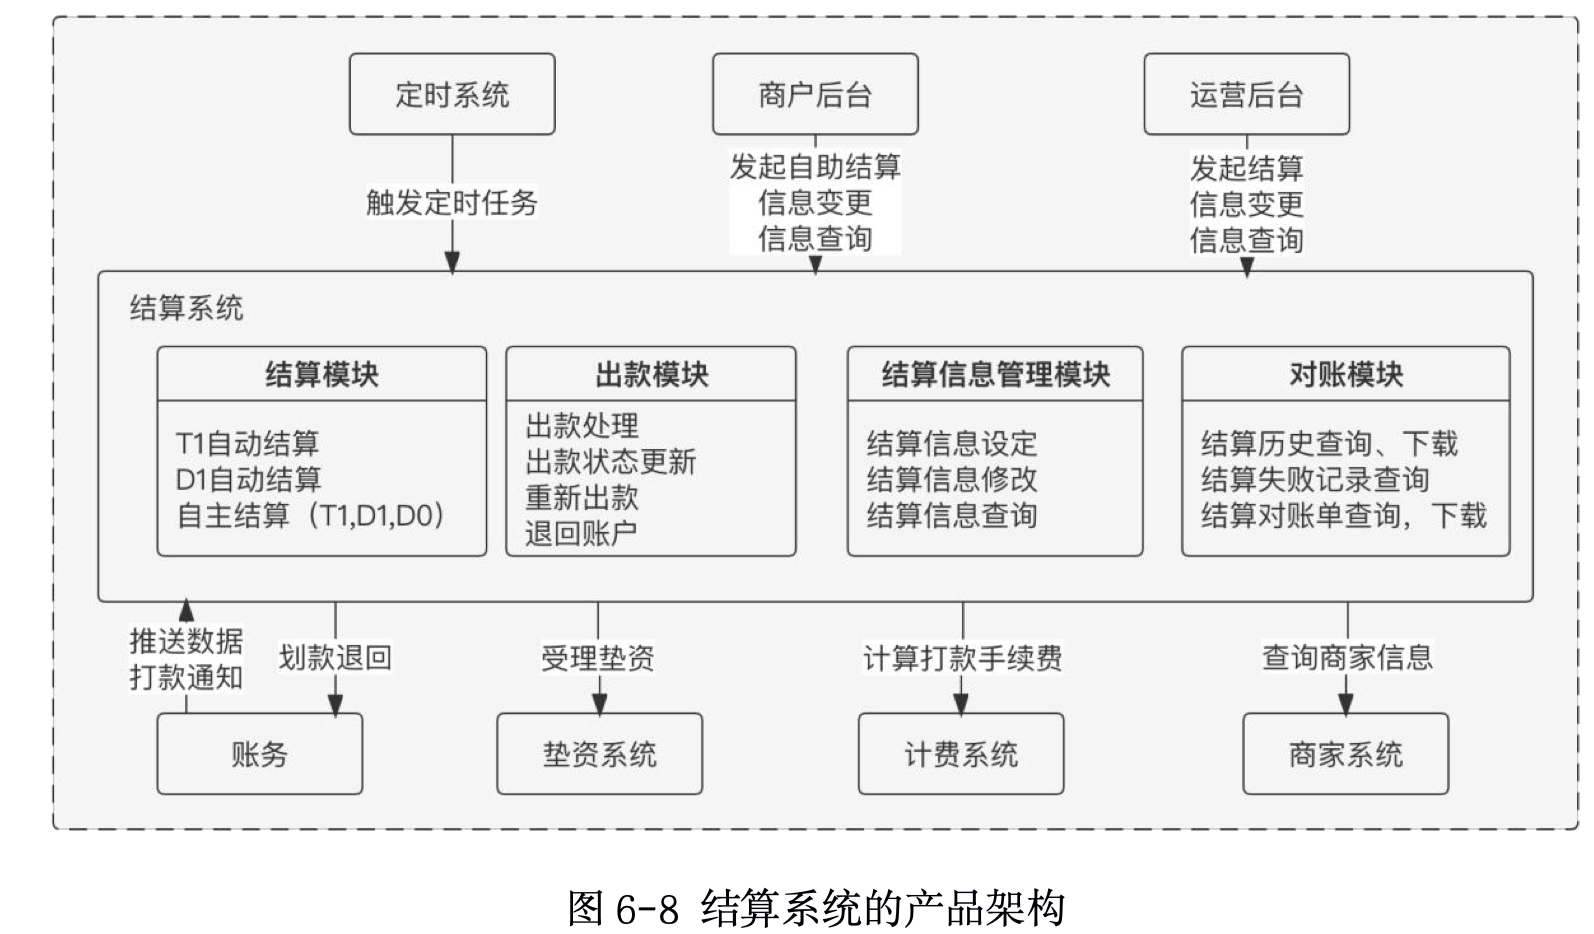 定时系统
商户后台
运营后台
触发定时任务
发起自助结算
信息变更
信息查询
发起结算
信息变更
信息查询
结算系统
结算模块
T1自动结算
D1自动结算
自主结算（T1,D1,D0）
出款模块
出款处理
出款状态更新
重新出款
退回账户
结算信息管理模块
结算信息设定
结算信息修改
结算信息查询
对账模块
结算历史查询、下载
结算失败记录查询
结算对账单查询，下载
推送数据
打款通知
划款退回
受理垫资
计算打款手续费
查询商家信息
账务
垫资系统
计费系统
商家系统
图 6-8 结算系统的产品架构